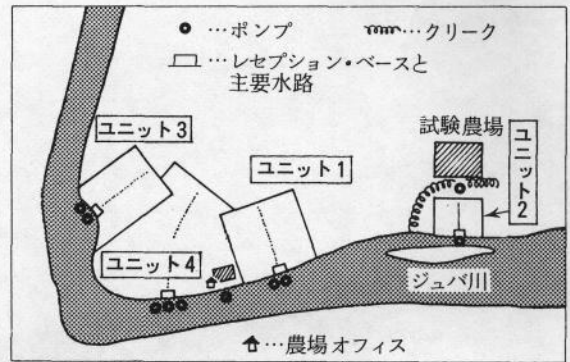 …ポンプ
…クリーク
…レセプション・ベースと
主要水路
ユニット3
ユニット1
試験農場
ユニット2
ユニット4
ジュバ川
…農場オフィス